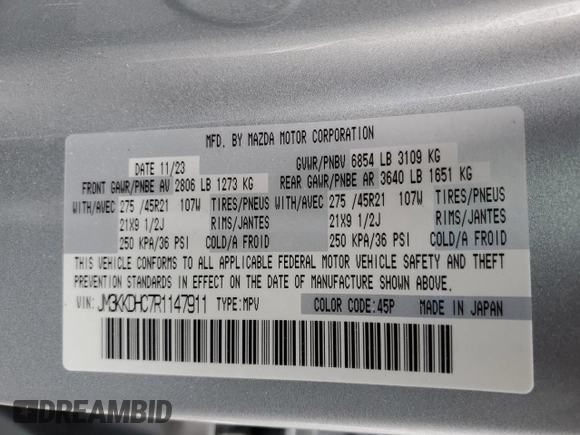 MFD. BY MAZDA MOTOR CORPORATION
DATE 11/23 GVWR/PNBV 6854 LB 3109 KG
FRONT GAWR/PNBE AV 2806 LB 1273 KG REAR GAWR/PNBE AR 3640 LB 1651 KG
WITH/AVEC 275 /45R21 107W TIRES/PNEUS WITH/AVEC 275 /45R21 107W TIRES/PNEUS
21X9 1/2J RIMS/JANTES 21X9 1/2J RIMS/JANTES
250 KPA/36 PSI COLD/A FROID 250 KPA/36 PSI COLD/A FROID
THIS VEHICLE CONFORMS TO ALL APPLICABLE FEDERAL MOTOR VEHICLE SAFETY AND THEFT
PREVENTION STANDARDS IN EFFECT ON THE DATE OF MANUFACTURE SHOWN ABOVE.
VIN: JM3KKDHC7R1147911 TYPE: MPV COLOR CODE: 45P MADE IN JAPAN
DREAMBID